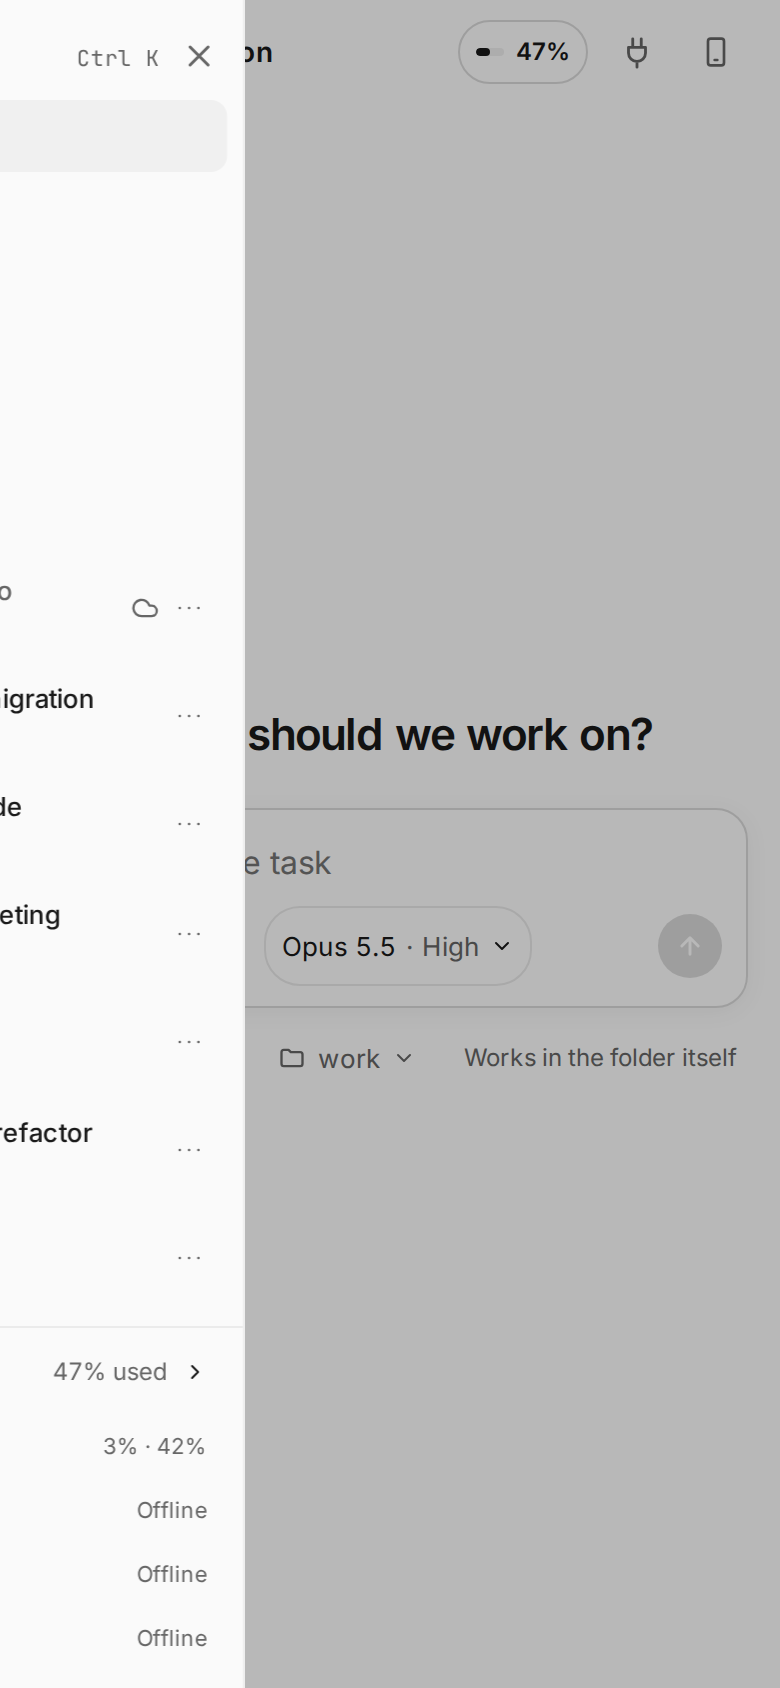 Ctrl K
on
47%
o
igration
de
eting
refactor
47% used
3% · 42%
Offline
Offline
Offline
should we work on?
e task
Opus 5.5 · High
work
Works in the folder itself